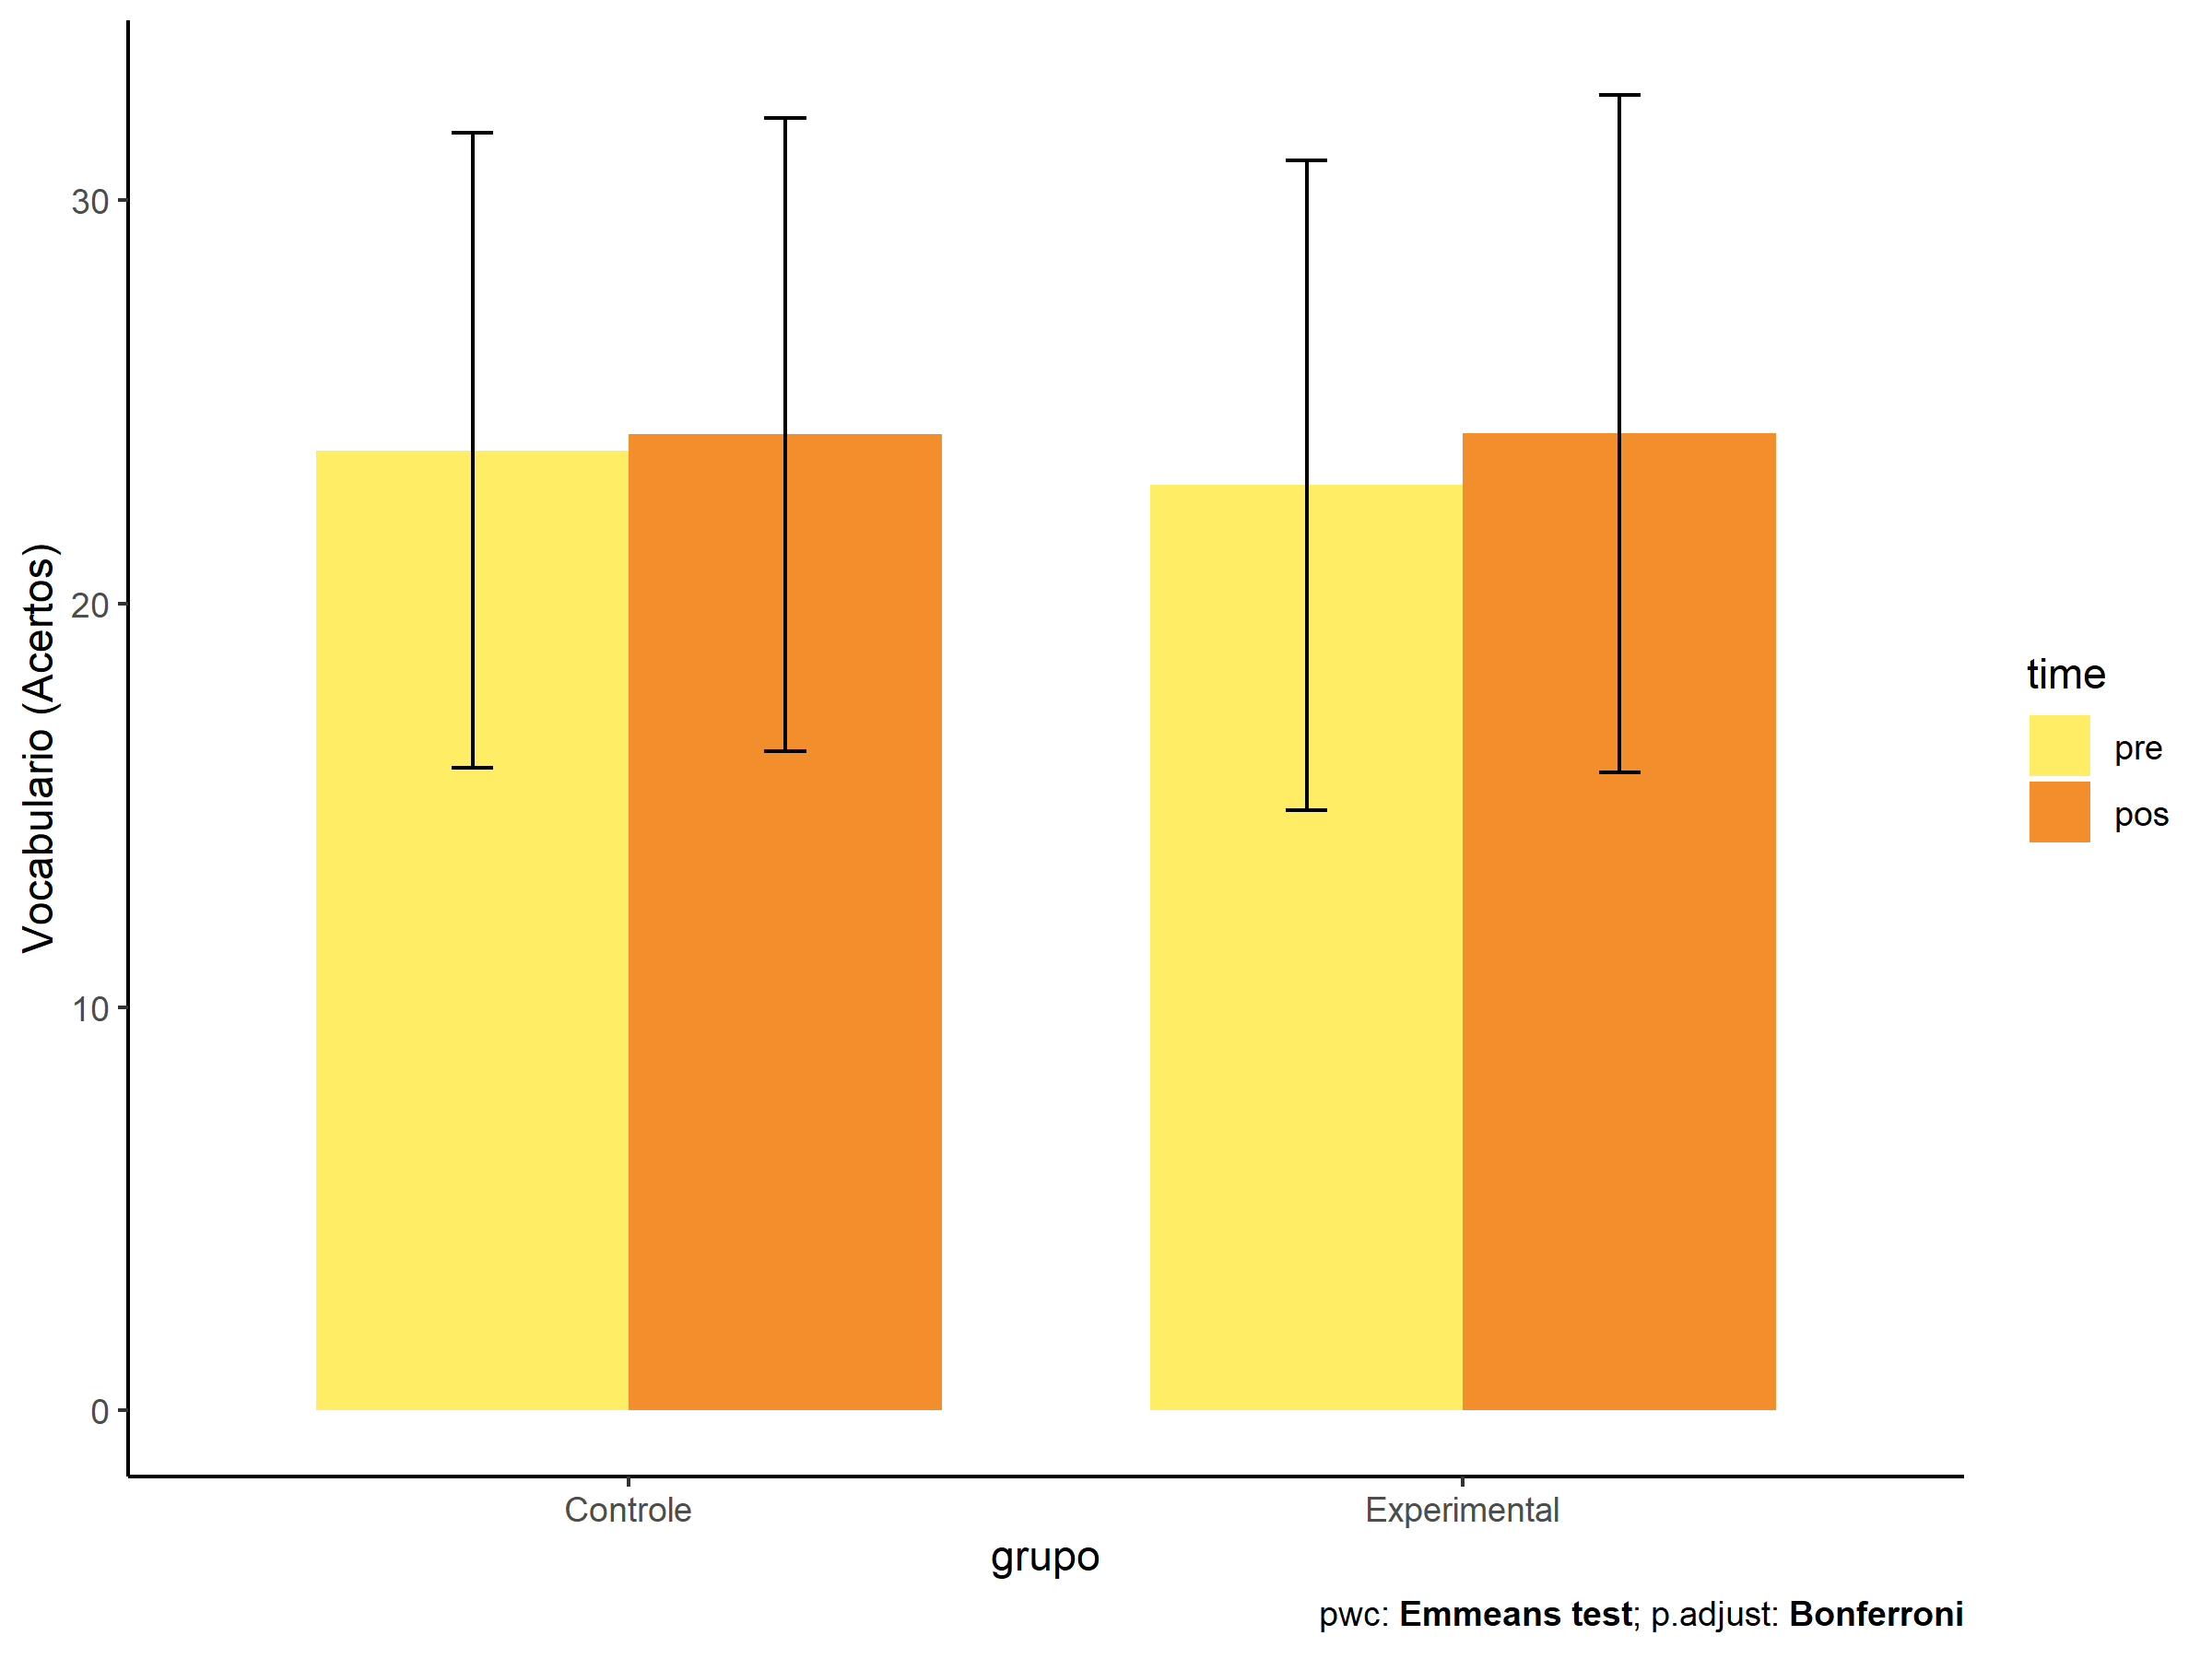 Vocabulario (Acertos)
30
20
10
0
Controle
Experimental
grupo
time
pre
pos
pwc: Emmeans test; p.adjust: Bonferroni